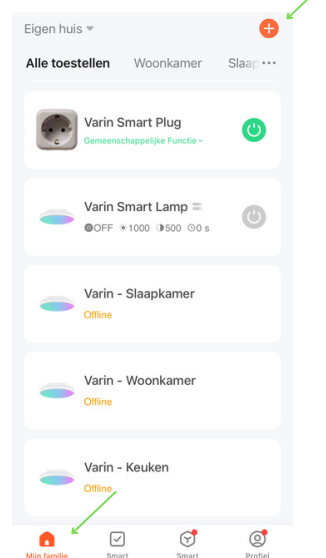 Eigen huis
Alle toestellen Woonkamer Slaap
Varin Smart Plug
Gemeenschappelijke Functie
Varin Smart Lamp
OFF 1000 500 0 s
Varin - Slaapkamer
Offline
Varin - Woonkamer
Offline
Varin - Keuken
Offline
Mijn familie Smart Smart Profiel